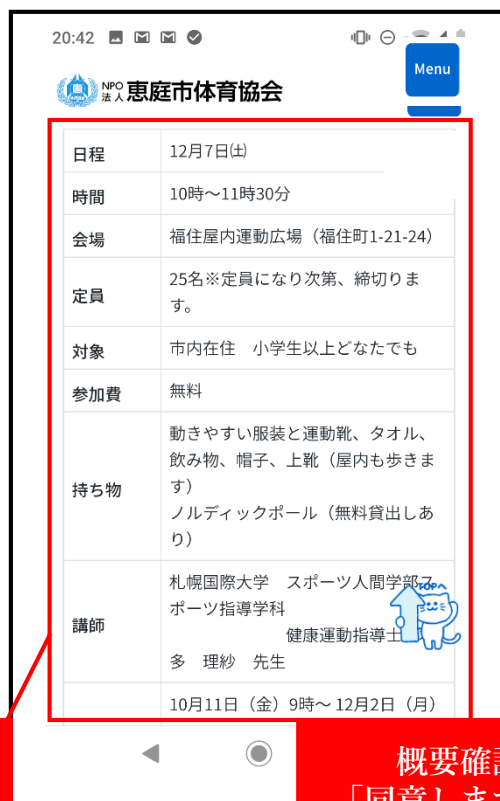 20:42
Menu
NPO法人 恵庭市体育協会
日程 12月7日㈯
時間 10時～11時30分
会場 福住屋内運動広場（福住町1-21-24）
定員 25名※定員になり次第、締切りま
す。
対象 市内在住　小学生以上どなたでも
参加費 無料
持ち物 動きやすい服装と運動靴、タオル、
飲み物、帽子、上靴（屋内も歩きま
す）
ノルディックポール（無料貸出しあ
り）
講師 札幌国際大学　スポーツ人間学部ス
ポーツ指導学科
健康運動指導士
多　理紗　先生
TOPへ
10月11日（金）9時～ 12月2日（月）
概要確認
「同意します